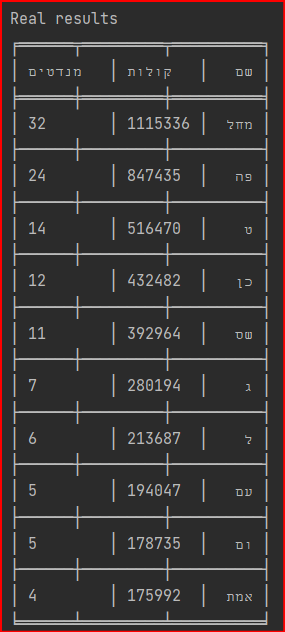 Real results
שם קולות מנדטים
מחל 1115336 32
פה 847435 24
ט 516470 14
כן 432482 12
שס 392964 11
ג 280194 7
ל 213687 6
עם 194047 5
ום 178735 5
אמת 175992 4